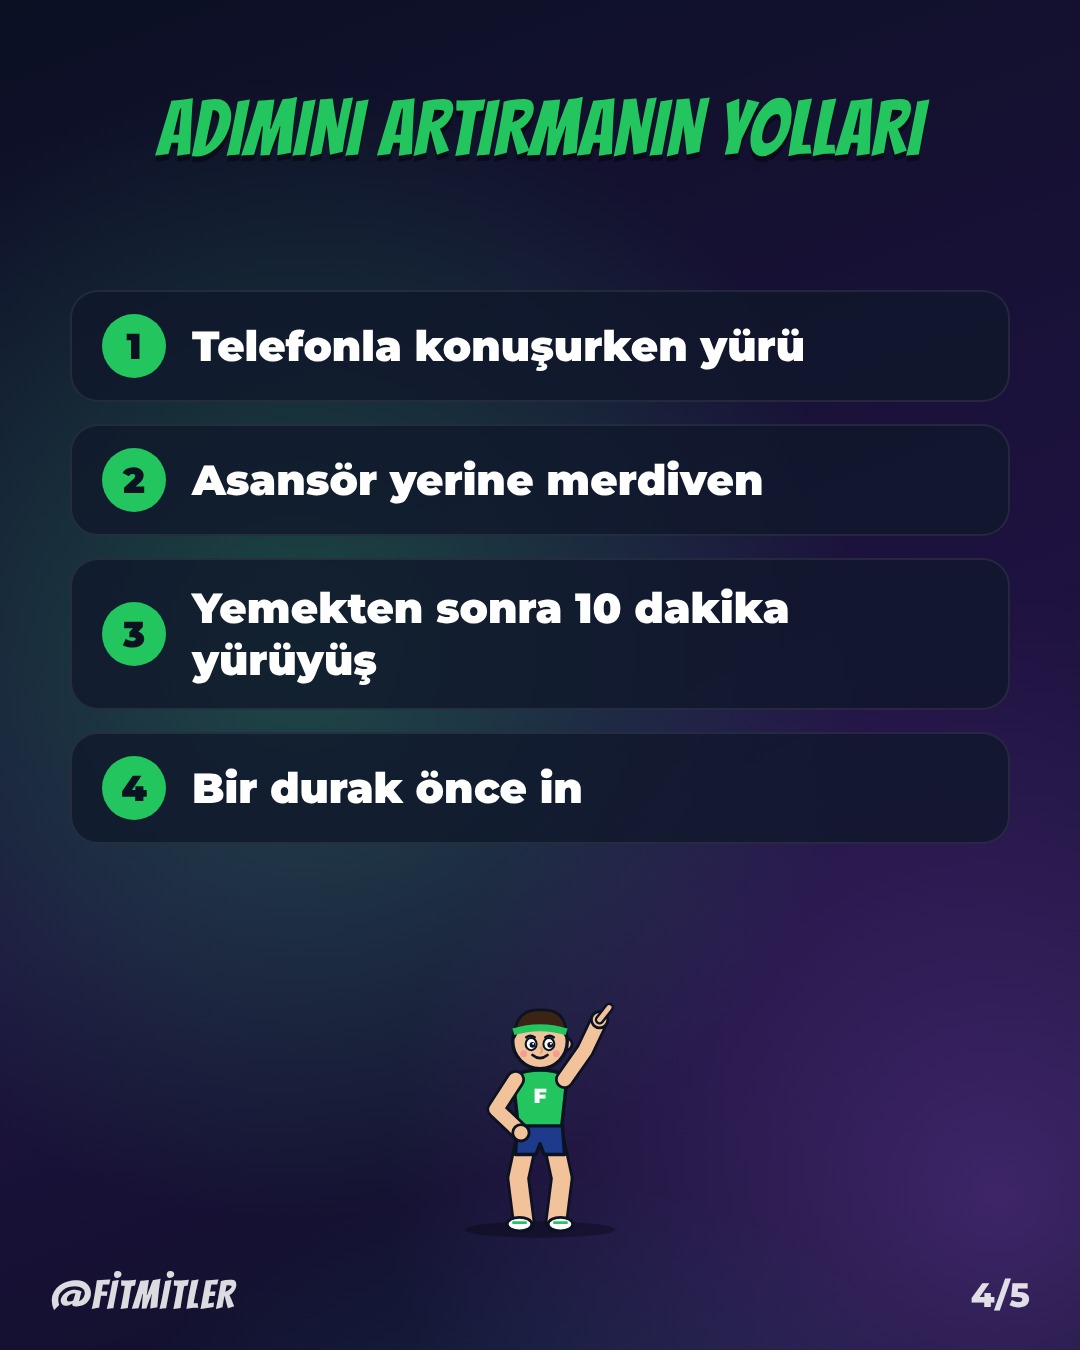 ADIMINI ARTIRMANIN YOLLARI
1 Telefonla konuşurken yürü
2 Asansör yerine merdiven
3 Yemekten sonra 10 dakika
yürüyüş
4 Bir durak önce in
F
@FİTMİTLER
4/5